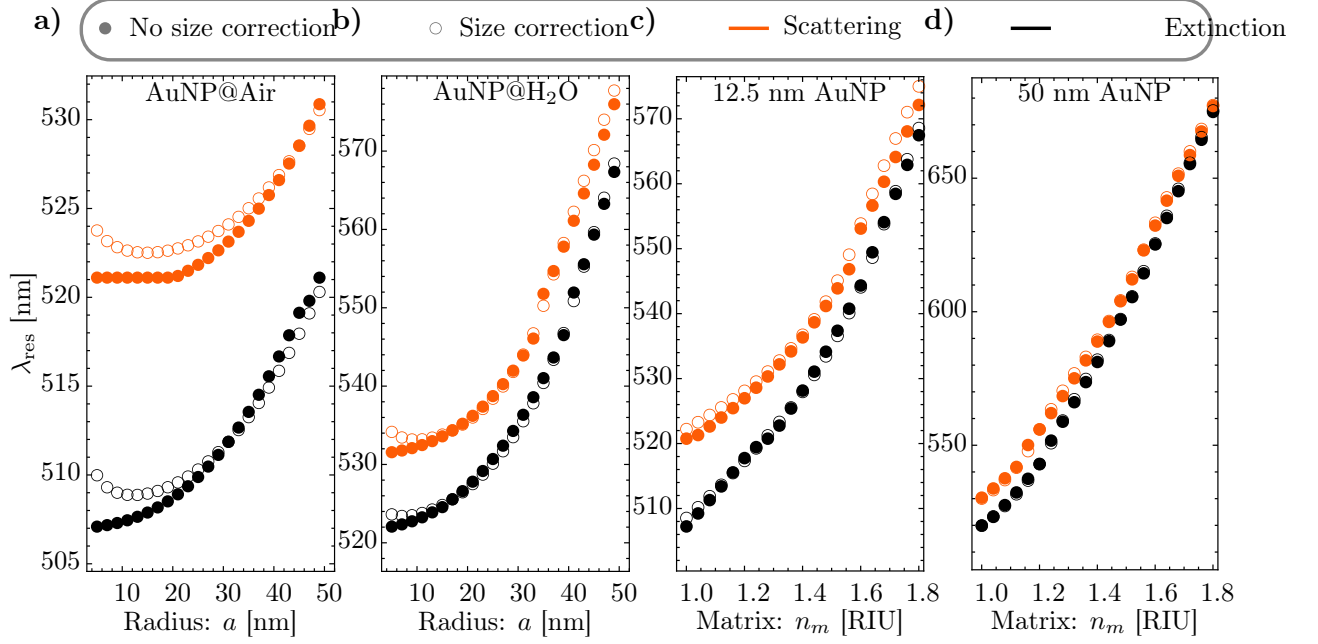 a) b) c) d)
No size correction Size correction Scattering Extinction
AuNP@Air
530
525
520
515
510
505
λres [nm]
10 20 30 40 50
Radius: a [nm]
AuNP@H₂O
570
560
550
540
530
520
10 20 30 40 50
Radius: a [nm]
12.5 nm AuNP
570
560
550
540
530
520
510
1.0 1.2 1.4 1.6 1.8
Matrix: nm [RIU]
50 nm AuNP
650
600
550
1.0 1.2 1.4 1.6 1.8
Matrix: nm [RIU]